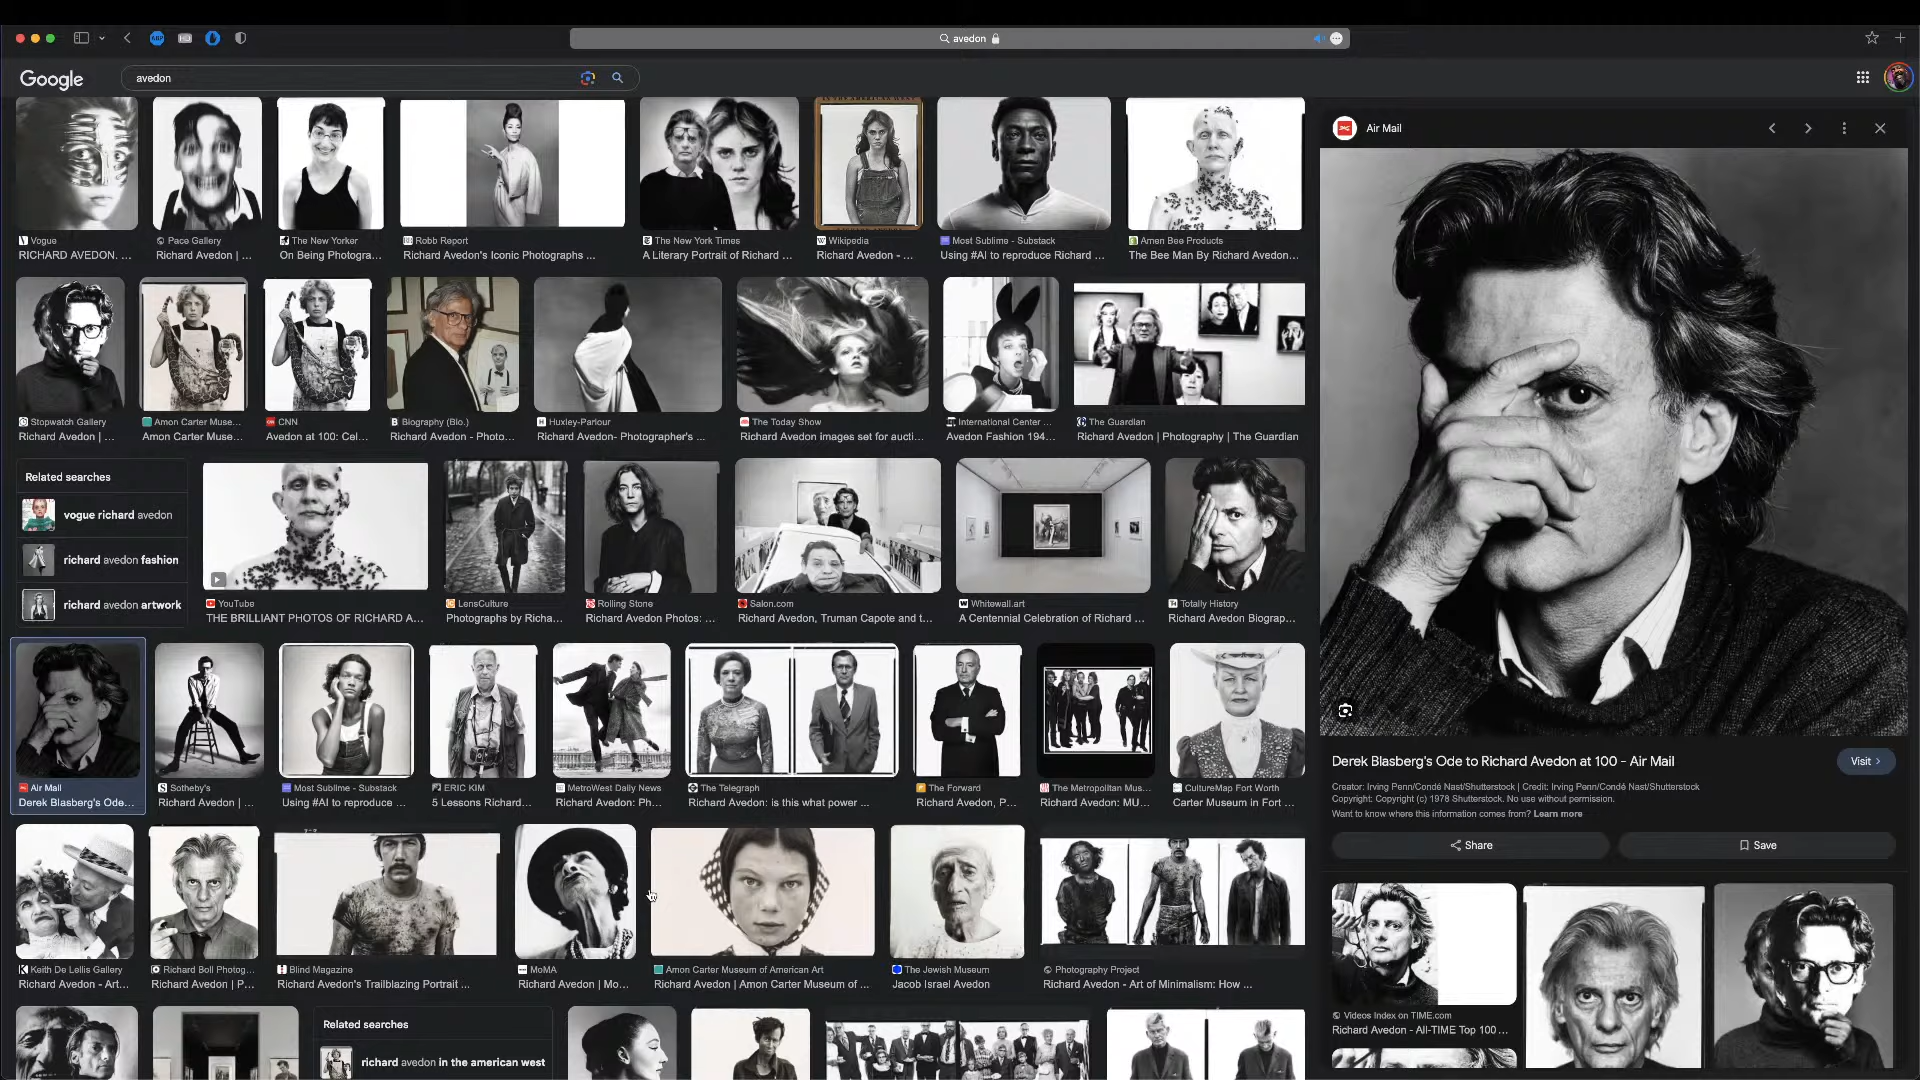 avedon
Google
avedon
Vogue
RICHARD AVEDON. ...
Pace Gallery
Richard Avedon | ...
The New Yorker
On Being Photogra...
Robb Report
Richard Avedon's Iconic Photographs ...
The New York Times
A Literary Portrait of Richard ...
Wikipedia
Richard Avedon - ...
Most Sublime - Substack
Using #AI to reproduce Richard ...
Amen Bee Products
The Bee Man By Richard Avedon...
Stopwatch Gallery
Richard Avedon | ...
Amon Carter Muse...
Amon Carter Muse...
CNN
Avedon at 100: Cel...
Biography (Bio.)
Richard Avedon - Photo...
Huxley-Parlour
Richard Avedon- Photographer's ...
The Today Show
Richard Avedon images set for aucti...
International Center ...
Avedon Fashion 194...
The Guardian
Richard Avedon | Photography | The Guardian
Related searches
vogue richard avedon
richard avedon fashion
richard avedon artwork
YouTube
THE BRILLIANT PHOTOS OF RICHARD A...
LensCulture
Photographs by Richa...
Rolling Stone
Richard Avedon Photos: ...
Salon.com
Richard Avedon, Truman Capote and t...
Whitewall.art
A Centennial Celebration of Richard ...
Totally History
Richard Avedon Biograp...
Air Mail
Derek Blasberg's Ode...
Sotheby's
Richard Avedon | ...
Most Sublime - Substack
Using #AI to reproduce ...
ERIC KIM
5 Lessons Richard...
MetroWest Daily News
Richard Avedon: Ph...
The Telegraph
Richard Avedon: is this what power ...
The Forward
Richard Avedon, P...
The Metropolitan Mus...
Richard Avedon: MU...
CultureMap Fort Worth
Carter Museum in Fort ...
Keith De Lellis Gallery
Richard Avedon - Art...
Richard Boll Photog...
Richard Avedon | P...
Blind Magazine
Richard Avedon's Trailblazing Portrait ...
MoMA
Richard Avedon | Mo...
Amon Carter Museum of American Art
Richard Avedon | Amon Carter Museum of ...
The Jewish Museum
Jacob Israel Avedon
Photography Project
Richard Avedon - Art of Minimalism: How ...
Related searches
richard avedon in the american west
Air Mail
Derek Blasberg's Ode to Richard Avedon at 100 - Air Mail
Visit
Creator: Irving Penn/Condé Nast/Shutterstock | Credit: Irving Penn/Condé Nast/Shutterstock
Copyright: Copyright (c) 1978 Shutterstock. No use without permission.
Want to know where this information comes from? Learn more
Share
Save
Videos Index on TIME.com
Richard Avedon - All-TIME Top 100 ...